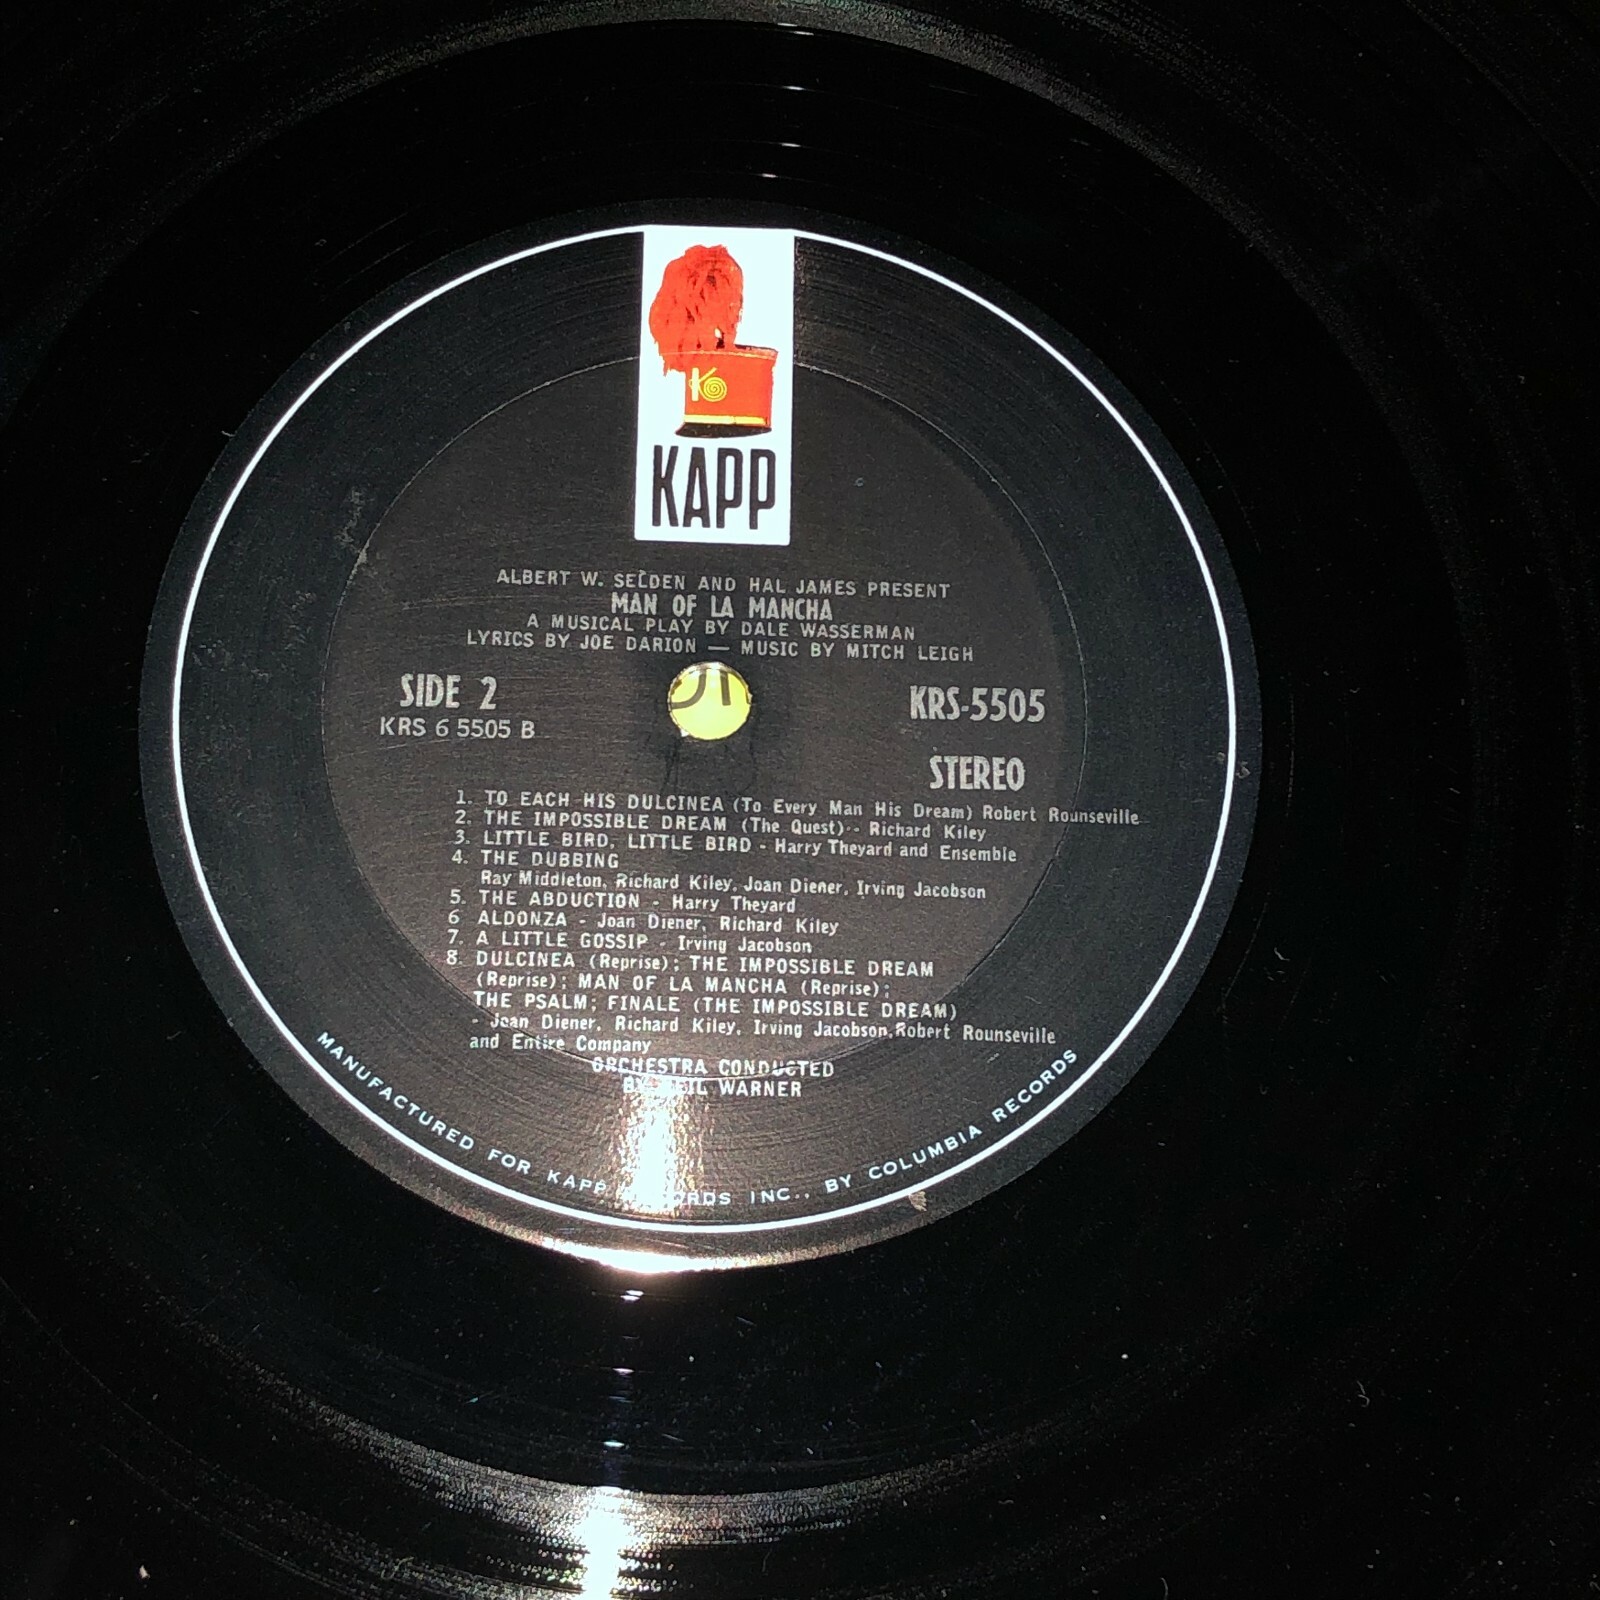 KAPP
ALBERT W. SELDEN AND HAL JAMES PRESENT
MAN OF LA MANCHA
A MUSICAL PLAY BY DALE WASSERMAN
LYRICS BY JOE DARION — MUSIC BY MITCH LEIGH
SIDE 2
KRS 6 5505 B
KRS-5505
STEREO
1. TO EACH HIS DULCINEA (To Every Man His Dream) Robert Rounseville
2. THE IMPOSSIBLE DREAM (The Quest) - Richard Kiley
3. LITTLE BIRD, LITTLE BIRD - Harry Theyard and Ensemble
4. THE DUBBING
Ray Middleton, Richard Kiley, Joan Diener, Irving Jacobson
5. THE ABDUCTION - Harry Theyard
6 ALDONZA - Joan Diener, Richard Kiley
7. A LITTLE GOSSIP - Irving Jacobson
8. DULCINEA (Reprise); THE IMPOSSIBLE DREAM
(Reprise); MAN OF LA MANCHA (Reprise);
THE PSALM; FINALE (THE IMPOSSIBLE DREAM)
- Joan Diener, Richard Kiley, Irving Jacobson, Robert Rounseville
and Entire Company
ORCHESTRA CONDUCTED
BY NEIL WARNER
MANUFACTURED FOR KAPP RECORDS INC., BY COLUMBIA RECORDS